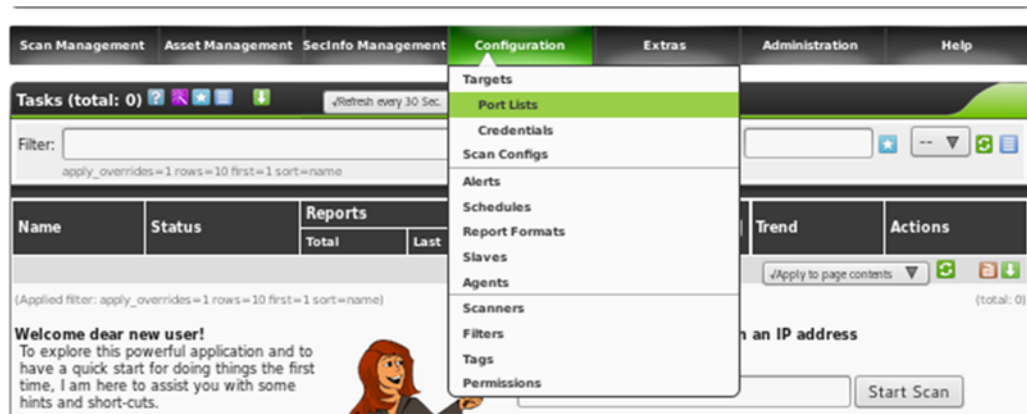 Scan Management Asset Management SecInfo Management Configuration Extras Administration Help
Targets
Port Lists
Credentials
Scan Configs
Alerts
Schedules
Report Formats
Slaves
Agents
Scanners
Filters
Tags
Permissions
Tasks (total: 0) √Refresh every 30 Sec.
Filter: --
apply_overrides=1 rows=10 first=1 sort=name
Name Status Reports Trend Actions
Total Last
√Apply to page contents
(Applied filter: apply_overrides=1 rows=10 first=1 sort=name) (total: 0)
Welcome dear new user! an IP address
To explore this powerful application and to
have a quick start for doing things the first
time, I am here to assist you with some
hints and short-cuts.
Start Scan